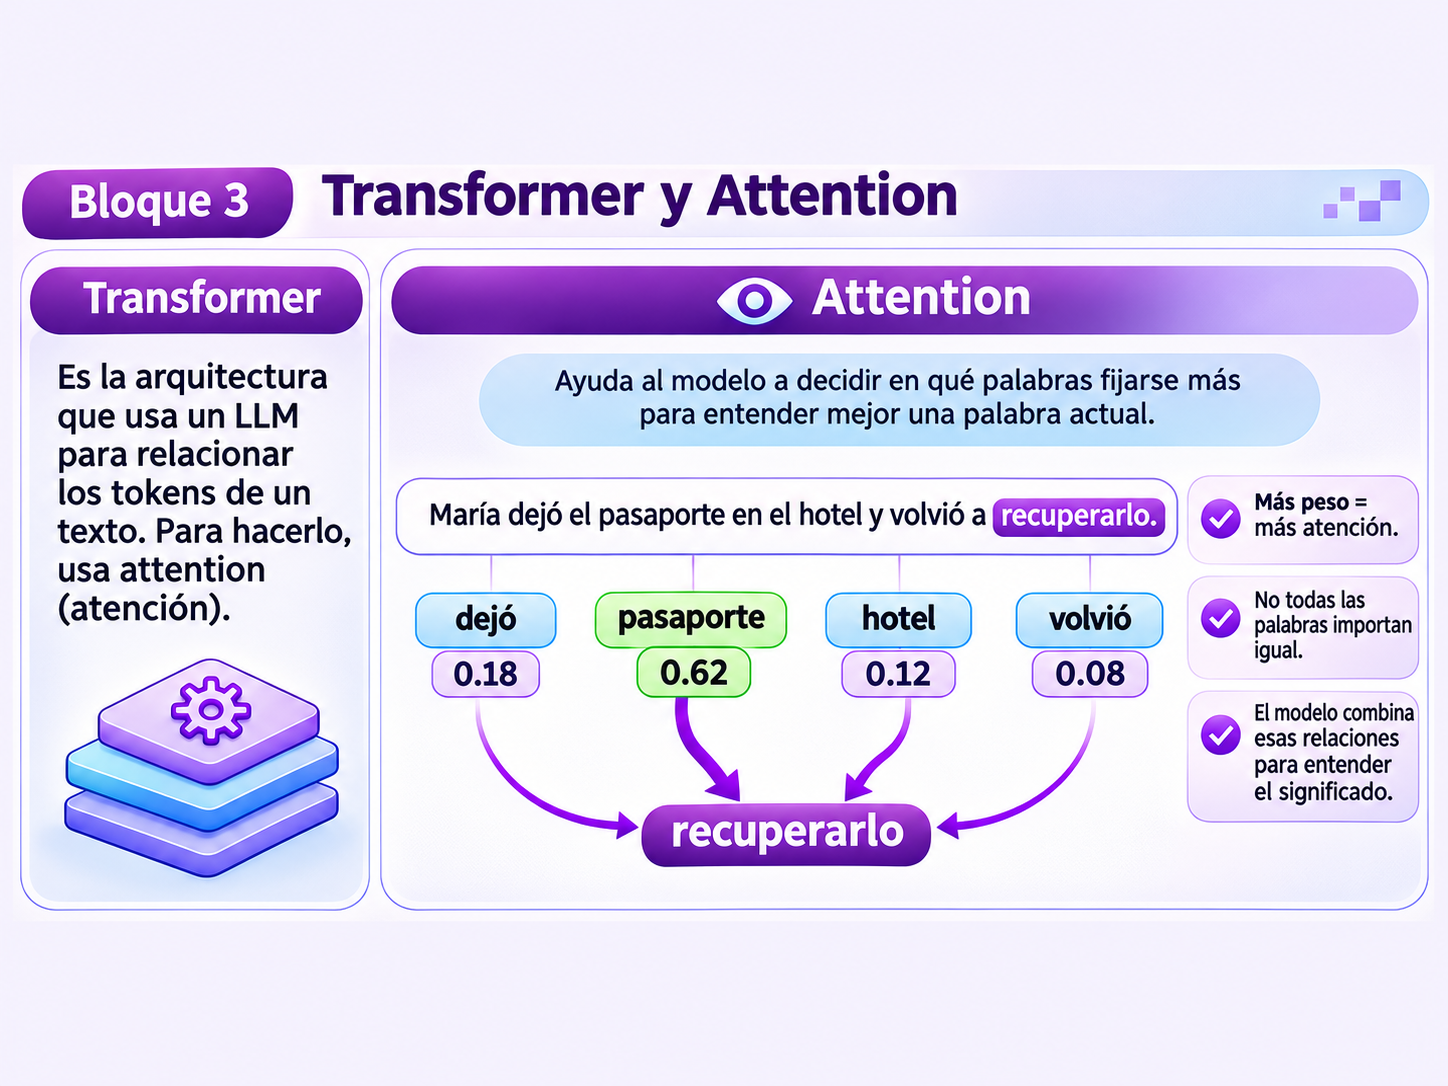 Bloque 3
Transformer y Attention
Transformer
Es la arquitectura
que usa un LLM
para relacionar
los tokens de un
texto. Para hacerlo,
usa attention
(atención).
Attention
Ayuda al modelo a decidir en qué palabras fijarse más
para entender mejor una palabra actual.
María dejó el pasaporte en el hotel y volvió a recuperarlo.
dejó
pasaporte
hotel
volvió
0.18
0.62
0.12
0.08
recuperarlo
Más peso =
más atención.
No todas las
palabras importan
igual.
El modelo combina
esas relaciones
para entender
el significado.